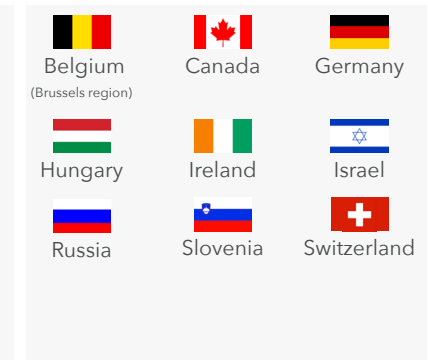 Belgium
(Brussels region)
Canada
Germany
Hungary
Ireland
Israel
Russia
Slovenia
Switzerland